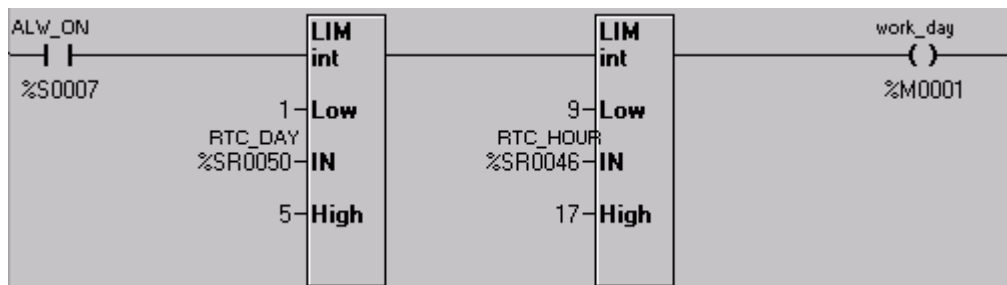 ALW_ON
%S0007
LIM
int
1
Low
RTC_DAY
%SR0050
IN
5
High
LIM
int
9
Low
RTC_HOUR
%SR0046
IN
17
High
work_day
%M0001